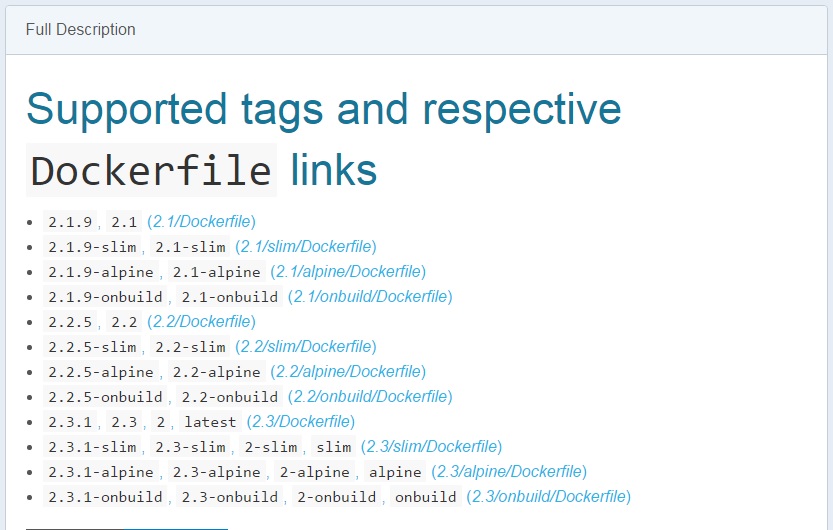 Full Description
Supported tags and respective
Dockerfile links
• 2.1.9, 2.1 (2.1/Dockerfile)
• 2.1.9-slim, 2.1-slim (2.1/slim/Dockerfile)
• 2.1.9-alpine, 2.1-alpine (2.1/alpine/Dockerfile)
• 2.1.9-onbuild, 2.1-onbuild (2.1/onbuild/Dockerfile)
• 2.2.5, 2.2 (2.2/Dockerfile)
• 2.2.5-slim, 2.2-slim (2.2/slim/Dockerfile)
• 2.2.5-alpine, 2.2-alpine (2.2/alpine/Dockerfile)
• 2.2.5-onbuild, 2.2-onbuild (2.2/onbuild/Dockerfile)
• 2.3.1, 2.3, 2, latest (2.3/Dockerfile)
• 2.3.1-slim, 2.3-slim, 2-slim, slim (2.3/slim/Dockerfile)
• 2.3.1-alpine, 2.3-alpine, 2-alpine, alpine (2.3/alpine/Dockerfile)
• 2.3.1-onbuild, 2.3-onbuild, 2-onbuild, onbuild (2.3/onbuild/Dockerfile)